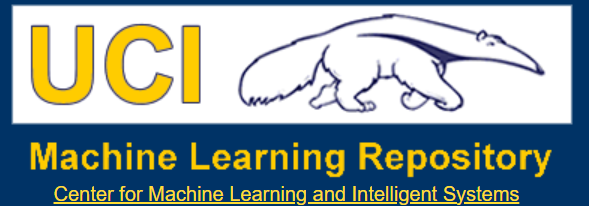 UCI
Machine Learning Repository
Center for Machine Learning and Intelligent Systems